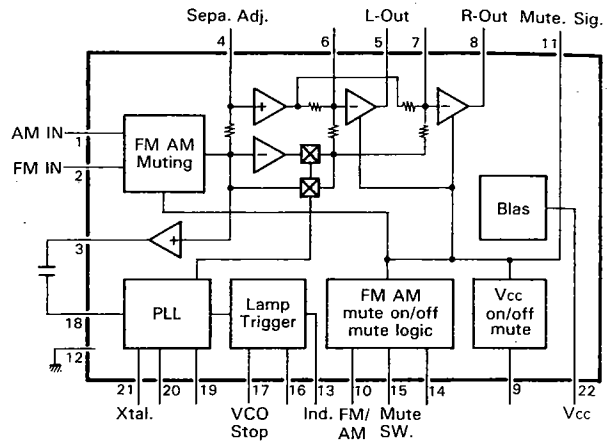 Sepa. Adj. L-Out R-Out Mute. Sig.
4 6 5 7 8 11
+ − −
AM IN
1
FM AM
Muting
−
FM IN
2
Bias
3
+
18
PLL
Lamp
Trigger
FM AM
mute on/off
mute logic
Vcc
on/off
mute
12
21 20 19 17 16 13 10 15 14 9 22
Xtal. VCO
Stop
Ind. FM/
AM
Mute
SW.
Vcc